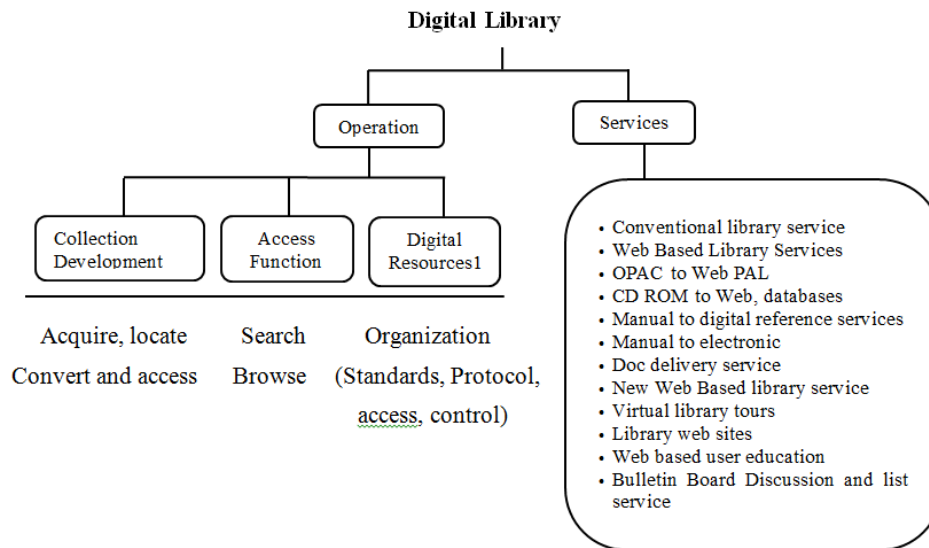 Digital Library
Operation
Services
Collection
Development
Access
Function
Digital
Resources1
Acquire, locate
Convert and access
Search
Browse
Organization
(Standards, Protocol,
access, control)
• Conventional library service
• Web Based Library Services
• OPAC to Web PAL
• CD ROM to Web, databases
• Manual to digital reference services
• Manual to electronic
• Doc delivery service
• New Web Based library service
• Virtual library tours
• Library web sites
• Web based user education
• Bulletin Board Discussion and list
service